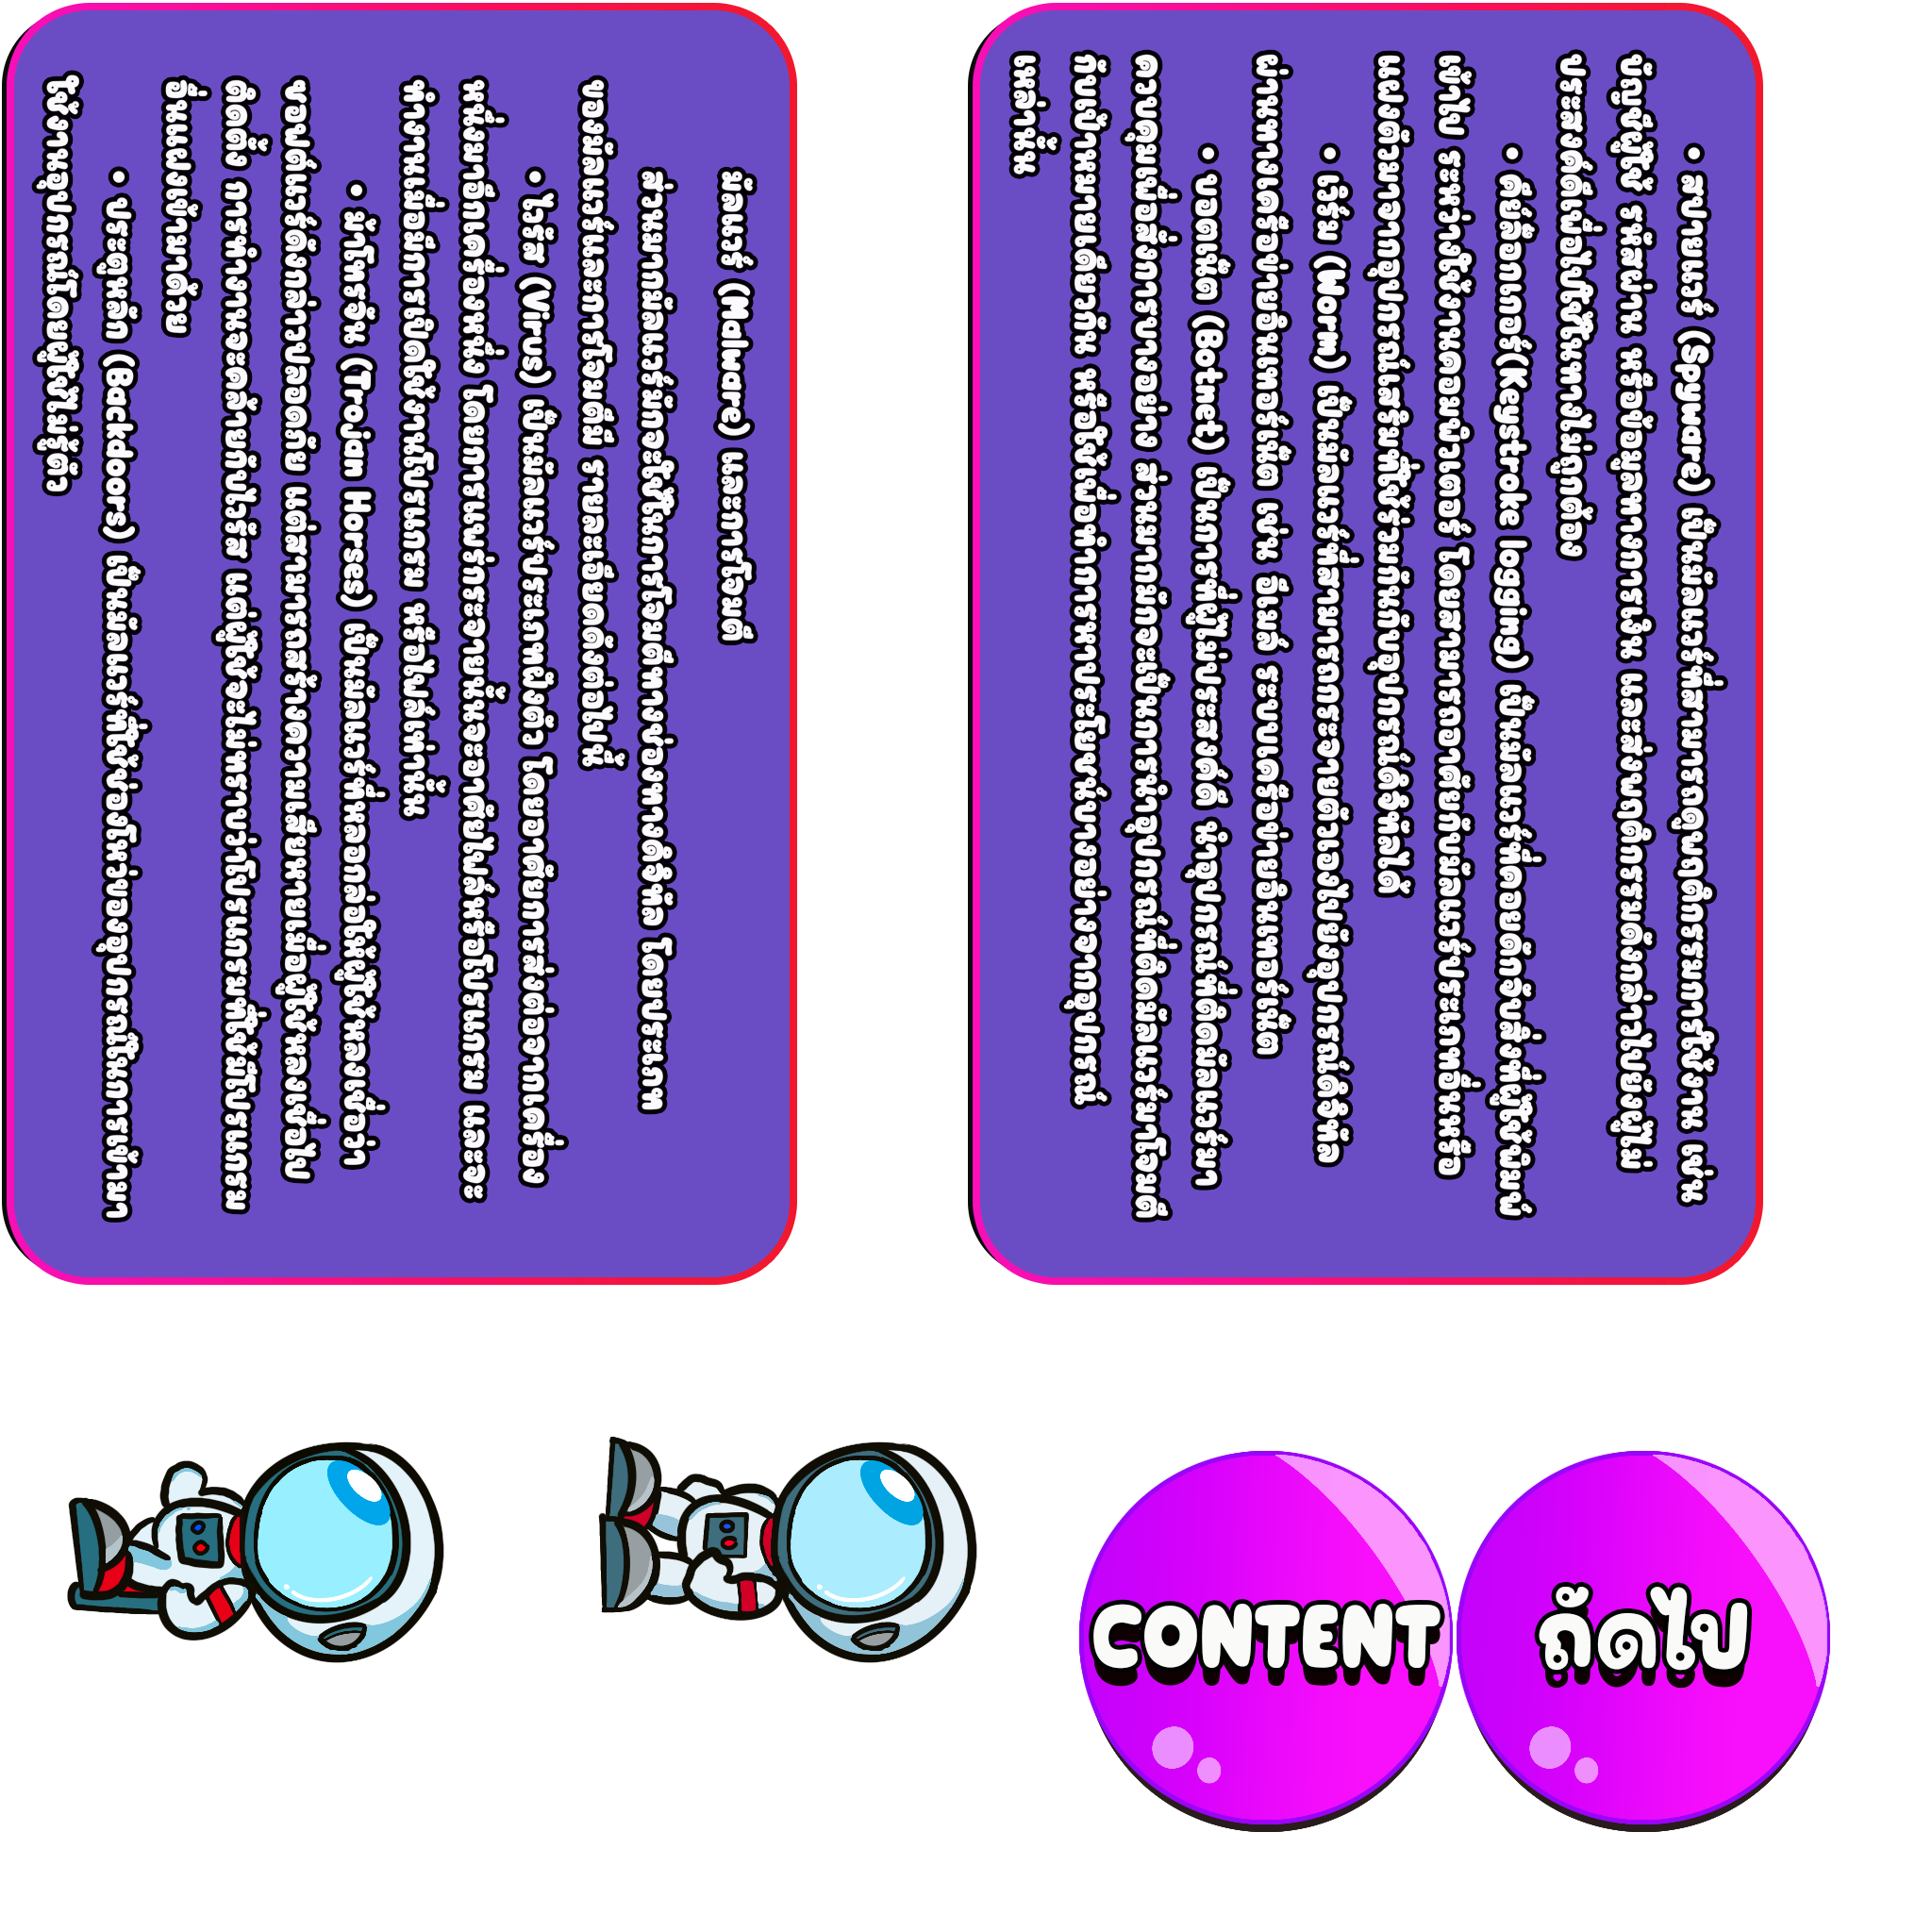 มัลแวร์ (Malware) และการโจมตี
ส่วนมากมัลแวร์มักจะใช้ในการโจมตีผ่านช่องทางดิจิทัล โดยประเภท
ของมัลแวร์และการโจมตีมี รายละเอียดดังต่อไปนี้
• ไวรัส (Virus) เป็นมัลแวร์ประเภทฝังตัว โดยอาศัยการส่งต่อจากเครื่อง
หนึ่งมาอีกเครื่องหนึ่ง โดยการแพร่กระจายนั้นจะอาศัยไฟล์หรือโปรแกรม และจะ
ทำงานเมื่อมีการเปิดใช้งานโปรแกรม หรือไฟล์เท่านั้น
• ม้าโทรจัน (Trojan Horses) เป็นมัลแวร์ที่หลอกล่อให้ผู้ใช้หลงเชื่อว่า
ซอฟต์แวร์ดังกล่าวปลอดภัย แต่สามารถสร้างความเสียหายเมื่อผู้ใช้หลงเชื่อไป
ติดตั้ง การทำงานจะคล้ายกับไวรัส แต่ผู้ใช้จะไม่ทราบว่าโปรแกรมที่ใช้เป็นโปรแกรม
อื่นแฝงเข้ามาด้วย
• ประตูหลัก (Backdoors) เป็นมัลแวร์ที่ใช้ช่องโหว่ของอุปกรณ์ในการเข้ามา
ใช้งานอุปกรณ์โดยผู้ใช้ไม่รู้ตัว
• สปายแวร์ (Spyware) เป็นมัลแวร์ที่สามารถดูพฤติกรรมการใช้งาน เช่น
บัญชีผู้ใช้ รหัสผ่าน หรือข้อมูลทางการเงิน และส่งพฤติกรรมดังกล่าวไปยังผู้ไม่
ประสงค์ดีเพื่อไปใช้ในทางไม่ถูกต้อง
• คีย์ล็อกเกอร์(Keystroke logging) เป็นมัลแวร์ที่คอยดักจับสิ่งที่ผู้ใช้พิมพ์
เข้าไป ระหว่างใช้งานคอมพิวเตอร์ โดยสามารถอาศัยกับมัลแวร์ประเภทอื่นหรือ
แฝงตัวมาจากอุปกรณ์เสริมที่ใช้ร่วมกันกับอุปกรณ์ดิจิทัลได้
• เวิร์ม (Worm) เป็นมัลแวร์ที่สามารถกระจายตัวเองไปยังอุปกรณ์ดิจิทัล
ผ่านทางเครือข่ายอินเทอร์เน็ต เช่น อีเมล ระบบเครือข่ายอินเทอร์เน็ต
• บอตเน็ต (Botnet) เป็นการที่ผู้ไม่ประสงค์ดี นำอุปกรณ์ที่ติดมัลแวร์มา
ควบคุมเพื่อสั่งการบางอย่าง ส่วนมากมักจะเป็นการนำอุปกรณ์ที่ติดมัลแวร์มาโจมตี
กับเป้าหมายเดียวกัน หรือใช้เพื่อทำการหาประโยชน์บางอย่างจากอุปกรณ์
เหล่านั้น
CONTENT
ถัดไป